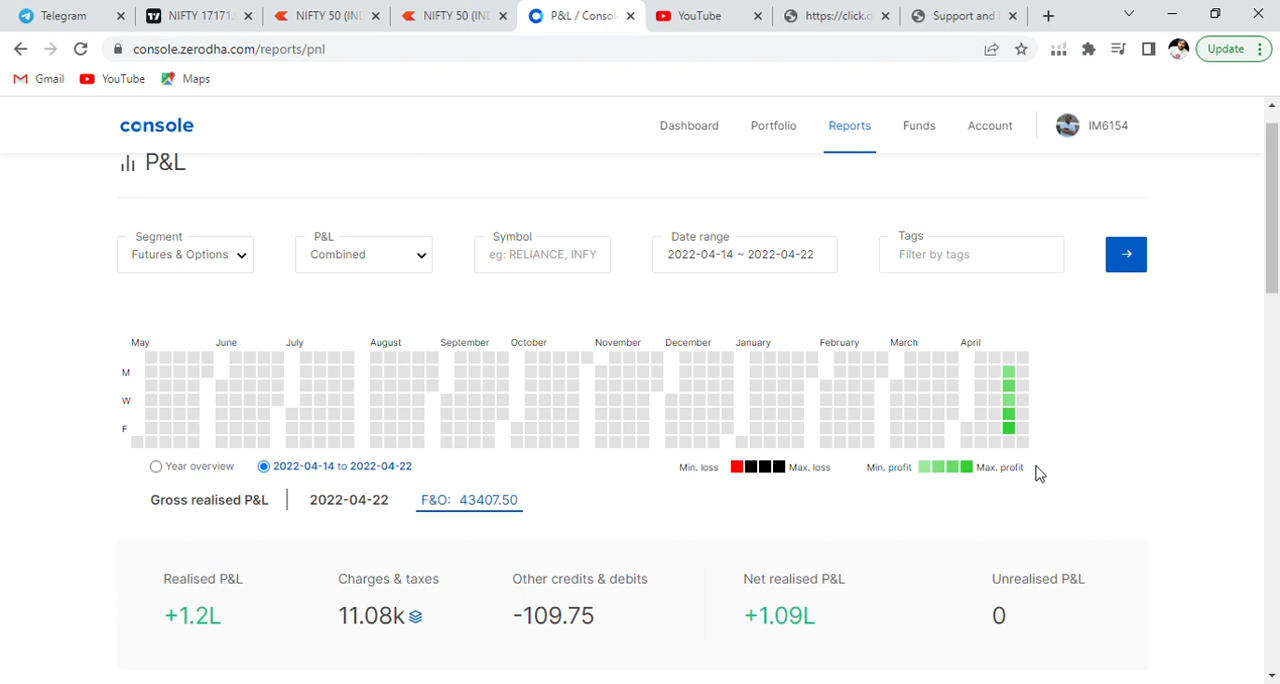 Telegram
NIFTY 17171.
NIFTY 50 (IND
NIFTY 50 (IND
P&L / Consol
YouTube
https://click.d
Support and
console.zerodha.com/reports/pnl
Update
Gmail
YouTube
Maps
console
Dashboard
Portfolio
Reports
Funds
Account
IM6154
P&L
Segment
Futures & Options
P&L
Combined
Symbol
eg: RELIANCE, INFY
Date range
2022-04-14 ~ 2022-04-22
Tags
Filter by tags
May June July August September October November December January February March April
M
W
F
Year overview
2022-04-14 to 2022-04-22
Min. loss
Max. loss
Min. profit
Max. profit
Gross realised P&L
2022-04-22
F&O: 43407.50
Realised P&L
Charges & taxes
Other credits & debits
Net realised P&L
Unrealised P&L
+1.2L
11.08k
-109.75
+1.09L
0